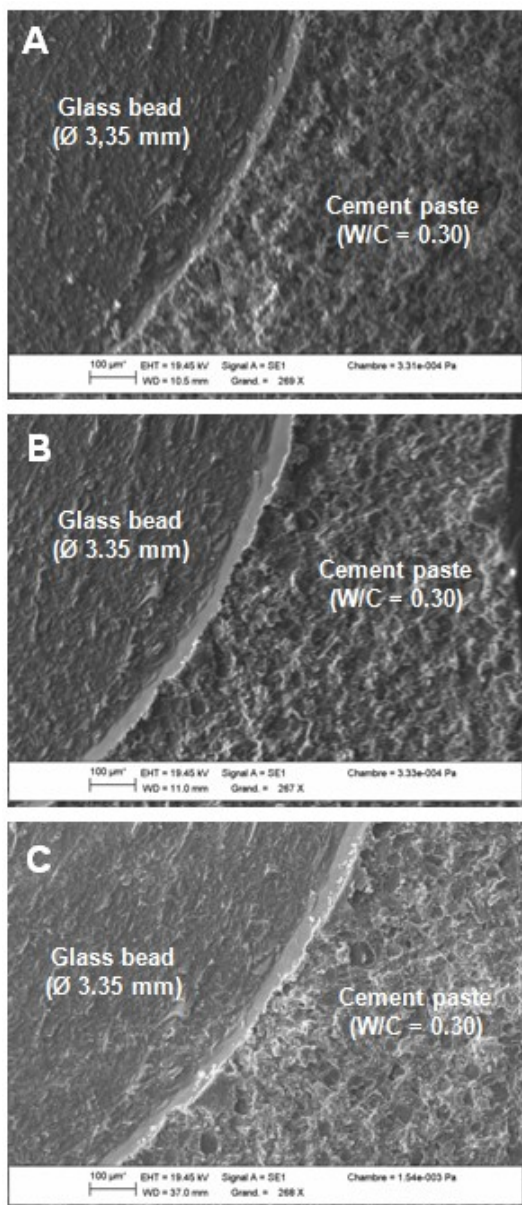 A
Glass bead
(Ø 3,35 mm)
Cement paste
(W/C = 0.30)
100 µm* EHT = 19.45 kV Signal A = SE1 Chambre = 3.31e-004 Pa
WD = 10.5 mm Grand. = 269 X
B
Glass bead
(Ø 3.35 mm)
Cement paste
(W/C = 0.30)
100 µm* EHT = 19.45 kV Signal A = SE1 Chambre = 3.33e-004 Pa
WD = 11.0 mm Grand. = 267 X
C
Glass bead
(Ø 3.35 mm)
Cement paste
(W/C = 0.30)
100 µm* EHT = 19.45 kV Signal A = SE1 Chambre = 1.54e-003 Pa
WD = 37.0 mm Grand. = 268 X